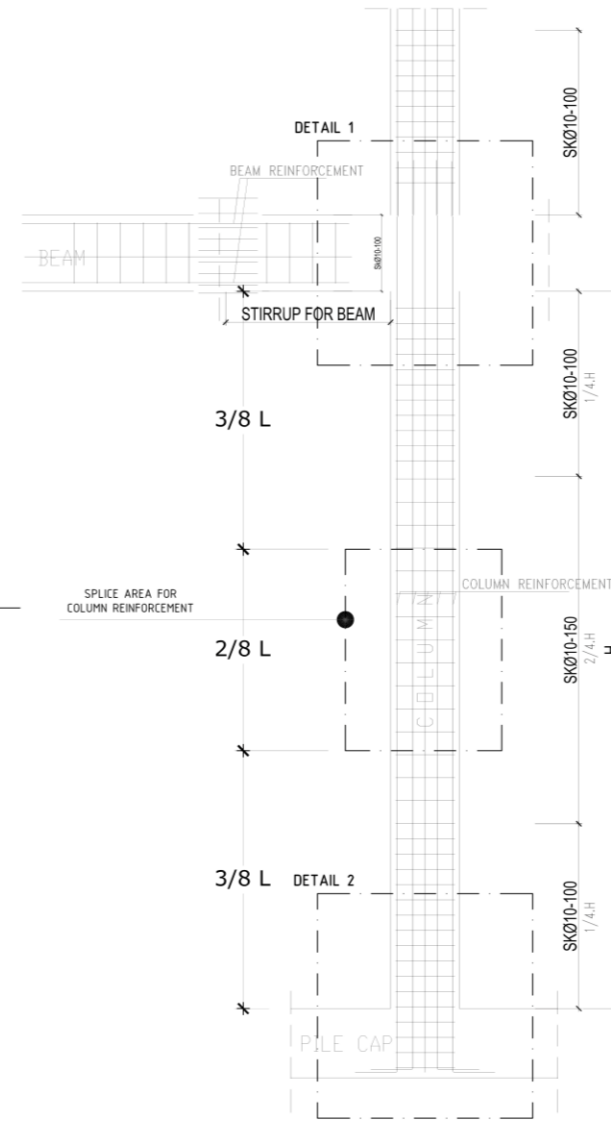 SKØ10-100
DETAIL 1
BEAM REINFORCEMENT
BEAM
SKØ10-100
STIRRUP FOR BEAM
SKØ10-100
1/4.H
3/8 L
SPLICE AREA FOR
COLUMN REINFORCEMENT
COLUMN REINFORCEMENT
COLUMN
2/8 L
SKØ10-150
2/4.H
H
3/8 L
DETAIL 2
SKØ10-100
1/4.H
PILE CAP